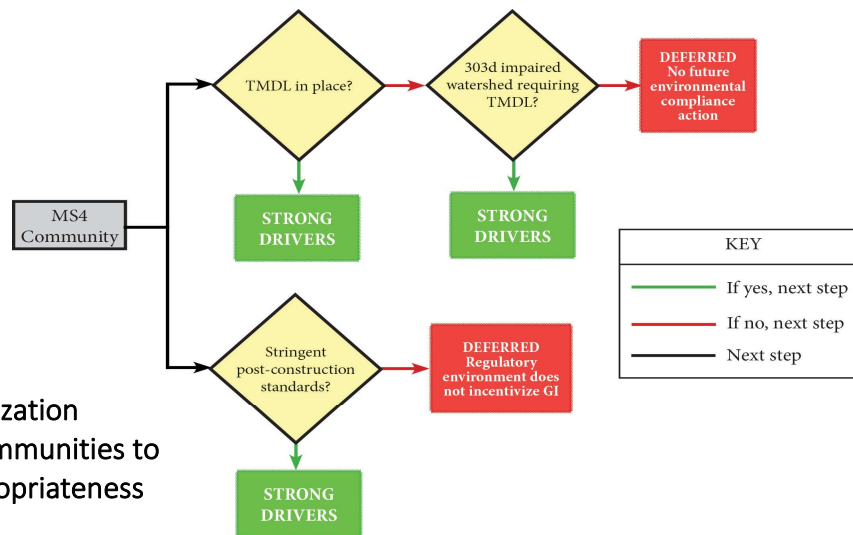 TMDL in place?
303d impaired
watershed requiring
TMDL?
DEFERRED
No future
environmental
compliance
action
MS4
Community
STRONG
DRIVERS
STRONG
DRIVERS
KEY
If yes, next step
If no, next step
Next step
Stringent
post-construction
standards?
DEFERRED
Regulatory
environment does
not incentivize GI
STRONG
DRIVERS
zation
mmunities to
opriateness